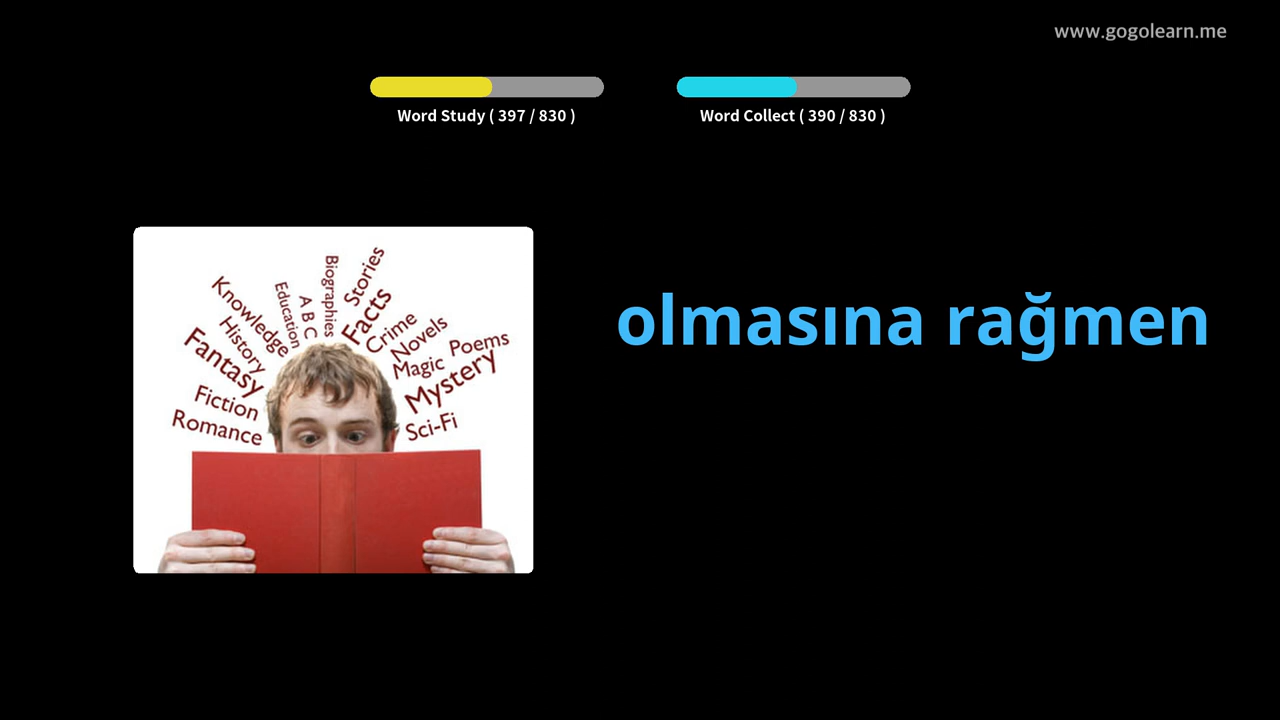 www.gogolearn.me
Word Study ( 397 / 830 )
Word Collect ( 390 / 830 )
olmasına rağmen
Romance
Fiction
Fantasy
History
Knowledge
Education
A B C
Biographies
Stories
Facts
Crime
Novels
Magic
Poems
Mystery
Sci-Fi